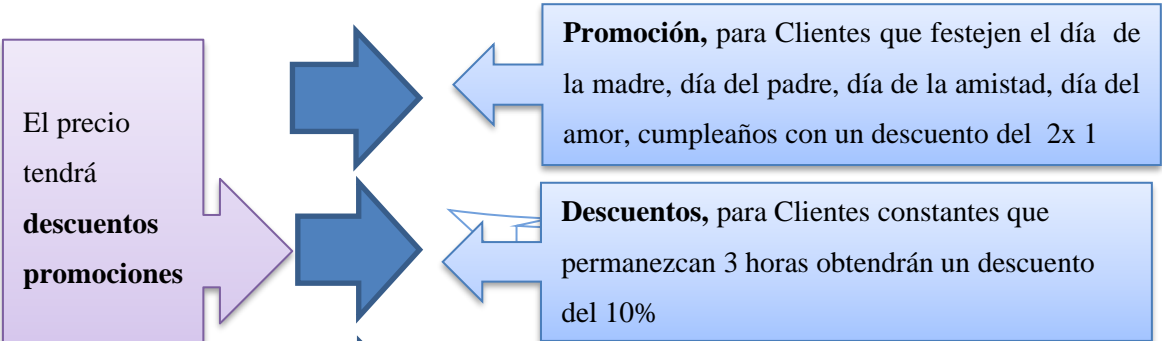 El precio
tendrá
descuentos
promociones
Promoción, para Clientes que festejen el día de
la madre, día del padre, día de la amistad, día del
amor, cumpleaños con un descuento del 2x 1
Descuentos, para Clientes constantes que
permanezcan 3 horas obtendrán un descuento
del 10%